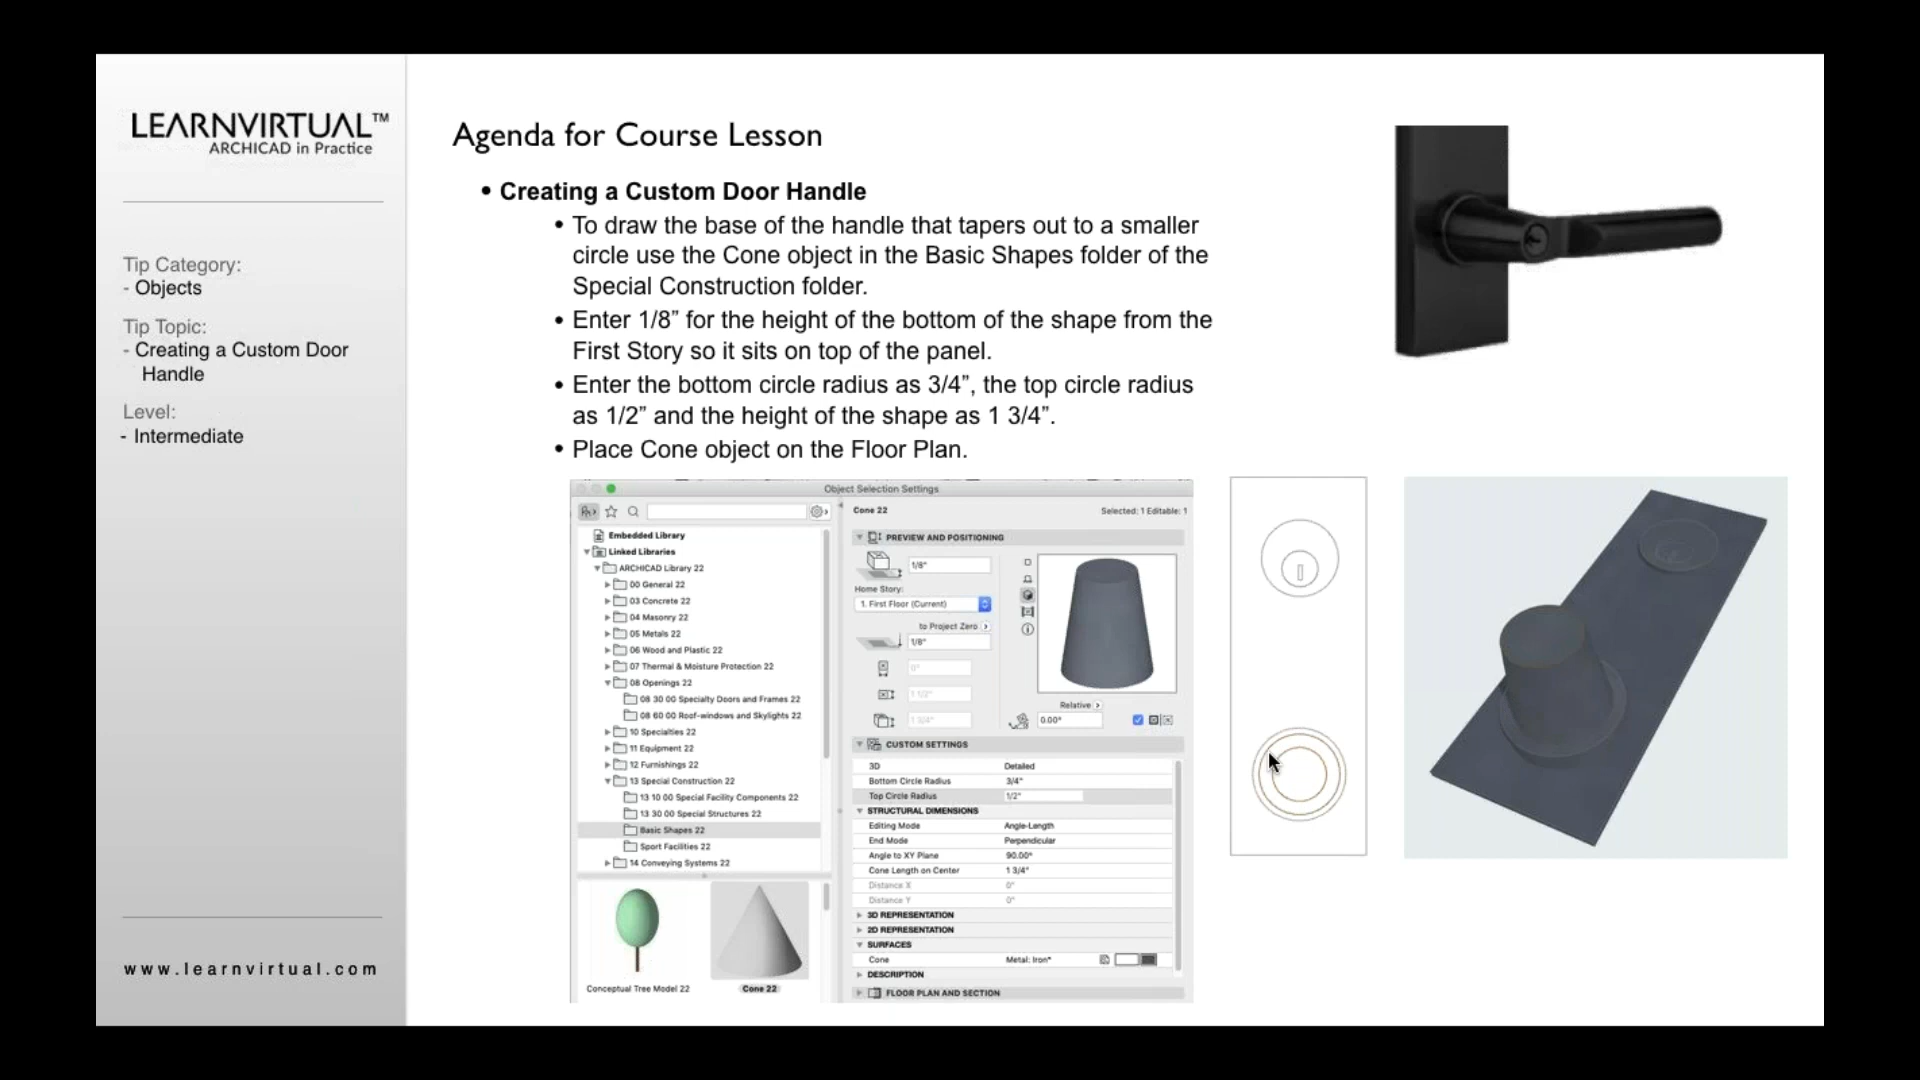 LEARNVIRTUAL™
ARCHICAD in Practice
Tip Category:
- Objects
Tip Topic:
- Creating a Custom Door
Handle
Level:
- Intermediate
www.learnvirtual.com
Agenda for Course Lesson
• Creating a Custom Door Handle
• To draw the base of the handle that tapers out to a smaller
circle use the Cone object in the Basic Shapes folder of the
Special Construction folder.
• Enter 1/8” for the height of the bottom of the shape from the
First Story so it sits on top of the panel.
• Enter the bottom circle radius as 3/4”, the top circle radius
as 1/2” and the height of the shape as 1 3/4”.
• Place Cone object on the Floor Plan.
Object Selection Settings
Embedded Library
Linked Libraries
ARCHICAD Library 22
00 General 22
03 Concrete 22
04 Masonry 22
05 Metals 22
06 Wood and Plastic 22
07 Thermal & Moisture Protection 22
08 Openings 22
08 30 00 Specialty Doors and Frames 22
08 60 00 Roof-windows and Skylights 22
10 Specialties 22
11 Equipment 22
12 Furnishings 22
13 Special Construction 22
13 10 00 Special Facility Components 22
13 30 00 Special Structures 22
Basic Shapes 22
Sport Facilities 22
14 Conveying Systems 22
Conceptual Tree Model 22
Cone 22
Cone 22
Selected: 1 Editable: 1
PREVIEW AND POSITIONING
1/8"
Home Story:
1. First Floor (Current)
to Project Zero
1/8"
0"
1 1/2"
1 3/4"
Relative
0.00°
CUSTOM SETTINGS
3D Detailed
Bottom Circle Radius 3/4"
Top Circle Radius 1/2"
STRUCTURAL DIMENSIONS
Editing Mode Angle-Length
End Mode Perpendicular
Angle to XY Plane 90.00°
Cone Length on Center 1 3/4"
Distance X 0"
Distance Y 0"
3D REPRESENTATION
2D REPRESENTATION
SURFACES
Cone Metal: Iron*
DESCRIPTION
FLOOR PLAN AND SECTION